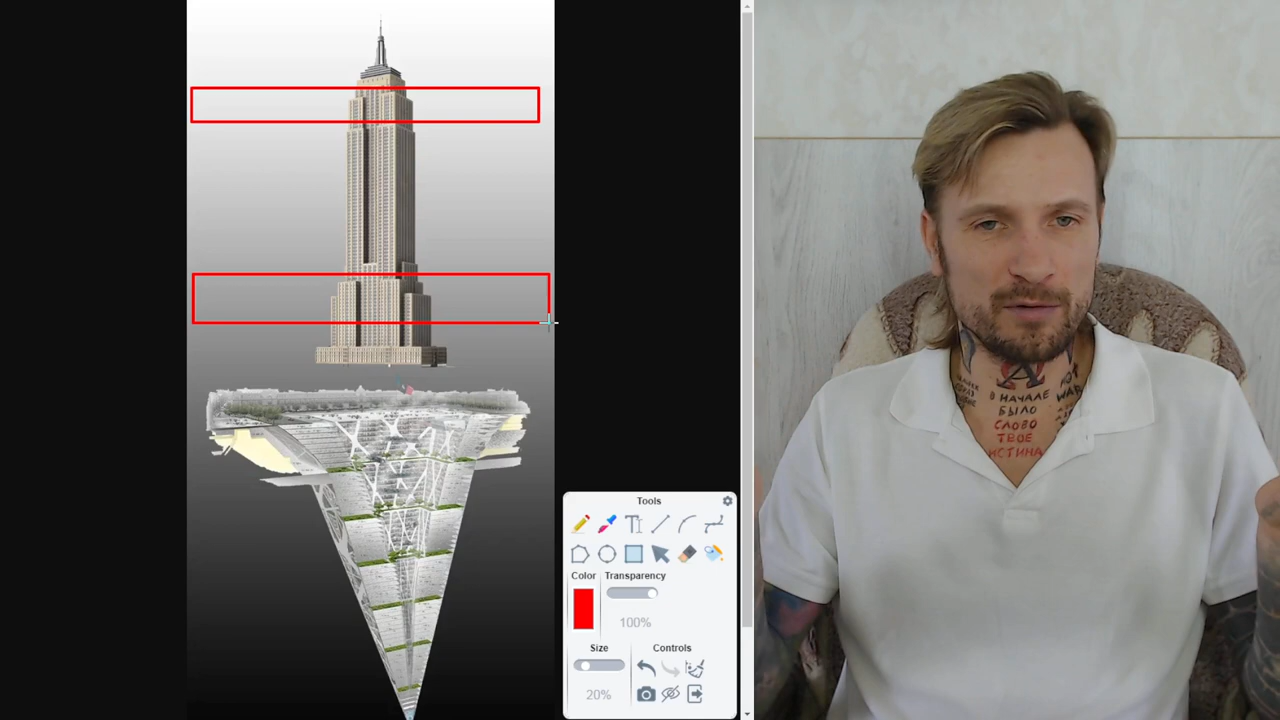 Tools
Color
Transparency
100%
Size
Controls
20%
В НАЧАЛЕ
БЫЛО
СЛОВО
ТВОЕ
ИСТИНА